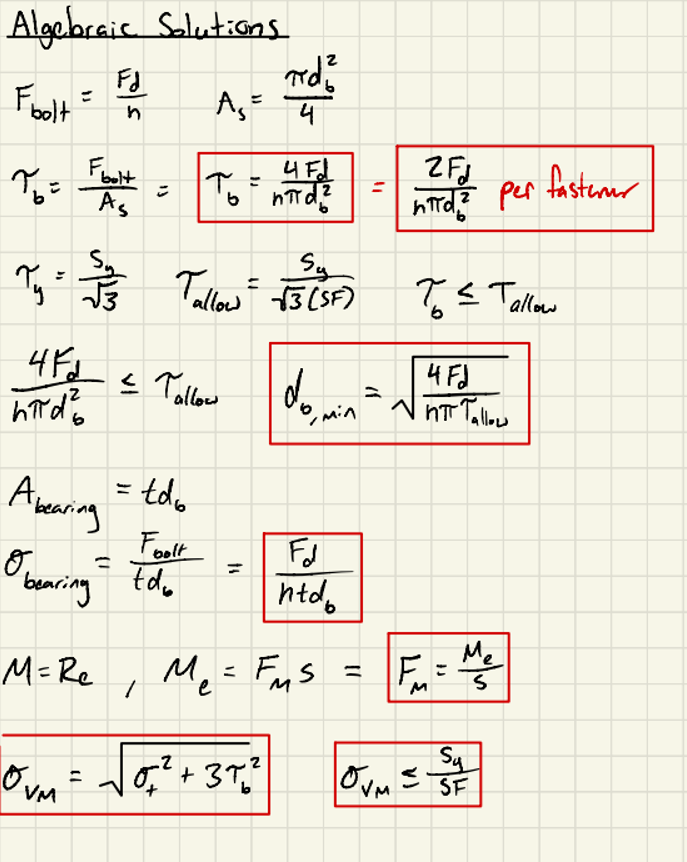 Algebraic Solutions
F_bolt = F_d/n    A_s = πd_b²/4
τ_b = F_bolt/A_s = τ_b = 4F_d/nπd_b² = 2F_d/nπd_b² per fastener
τ_y = S_y/√3    τ_allow = S_y/√3(SF)    τ_b ≤ τ_allow
4F_d/nπd_b² ≤ τ_allow    d_b,min = √(4F_d/nπτ_allow)
A_bearing = td_b
σ_bearing = F_bolt/td_b = F_d/ntd_b
M = Re , M_e = F_M s = F_M = M_e/s
σ_VM = √(σ_t² + 3τ_b²)    σ_VM ≤ S_y/SF